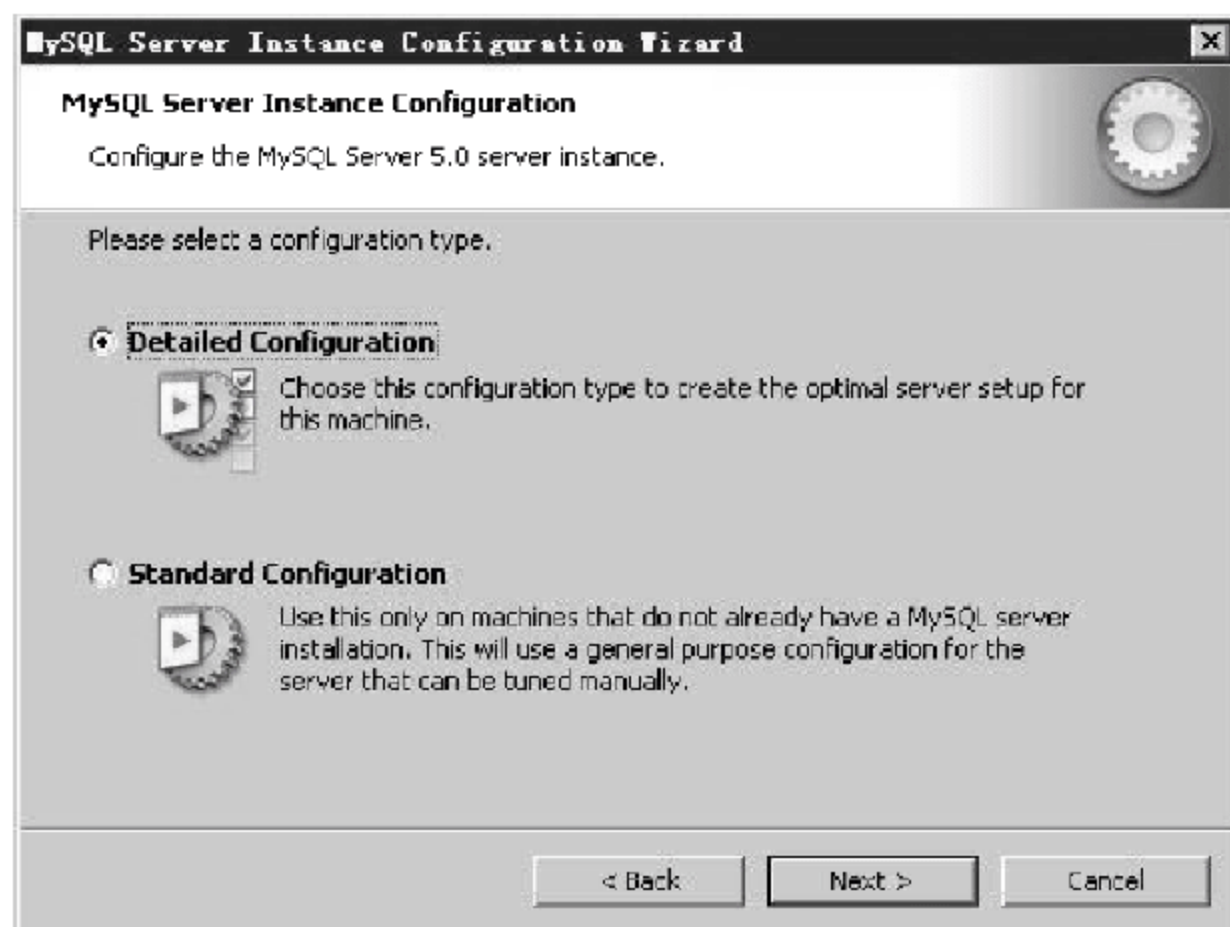 MySQL Server Instance Configuration Wizard
MySQL Server Instance Configuration
Configure the MySQL Server 5.0 server instance.
Please select a configuration type.
Detailed Configuration
Choose this configuration type to create the optimal server setup for
this machine.
Standard Configuration
Use this only on machines that do not already have a MySQL server
installation. This will use a general purpose configuration for the
server that can be tuned manually.
< Back
Next >
Cancel